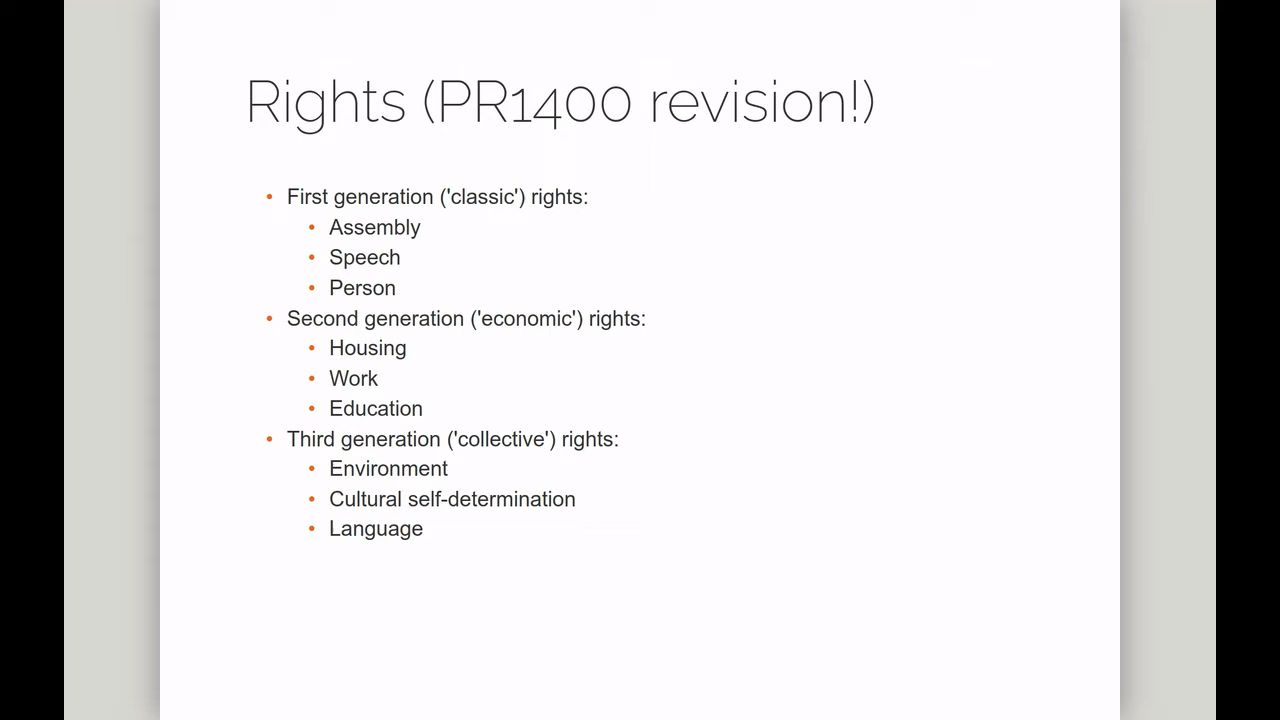 Rights (PR1400 revision!)
• First generation ('classic') rights:
• Assembly
• Speech
• Person
• Second generation ('economic') rights:
• Housing
• Work
• Education
• Third generation ('collective') rights:
• Environment
• Cultural self-determination
• Language